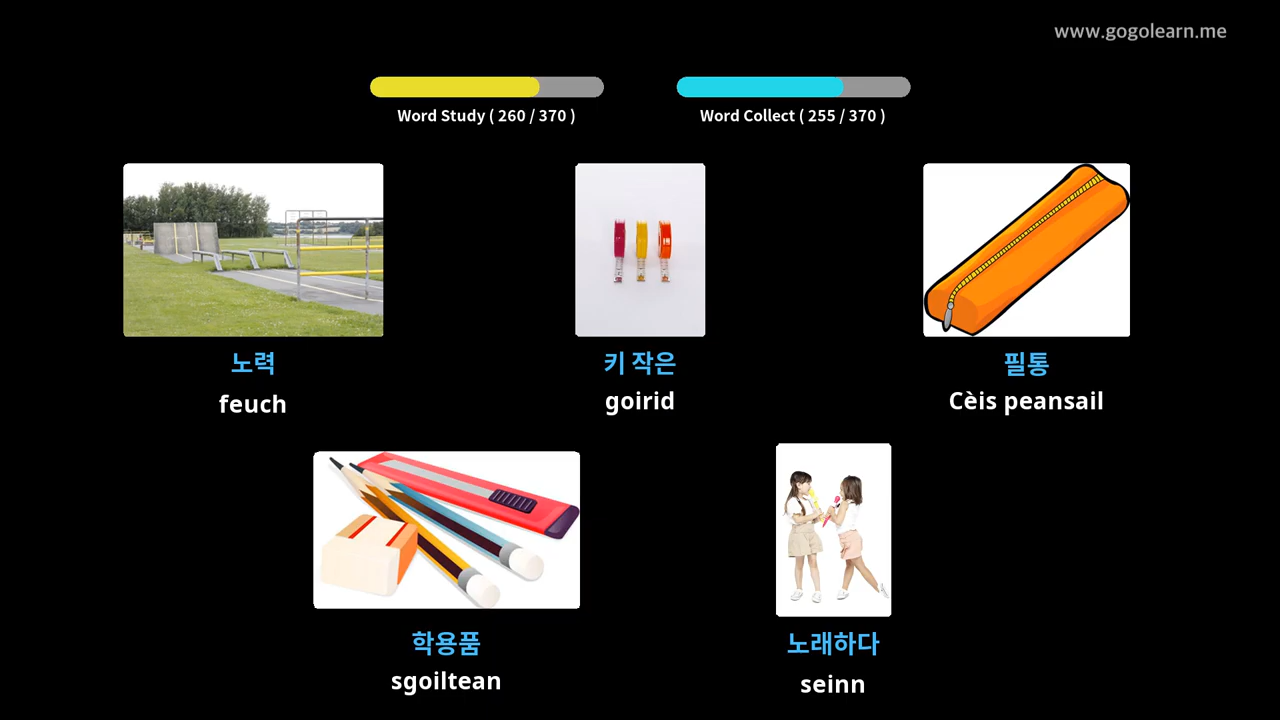 www.gogolearn.me
Word Study ( 260 / 370 )
Word Collect ( 255 / 370 )
노력
feuch
키 작은
goirid
필통
Cèis peansail
학용품
sgoiltean
노래하다
seinn